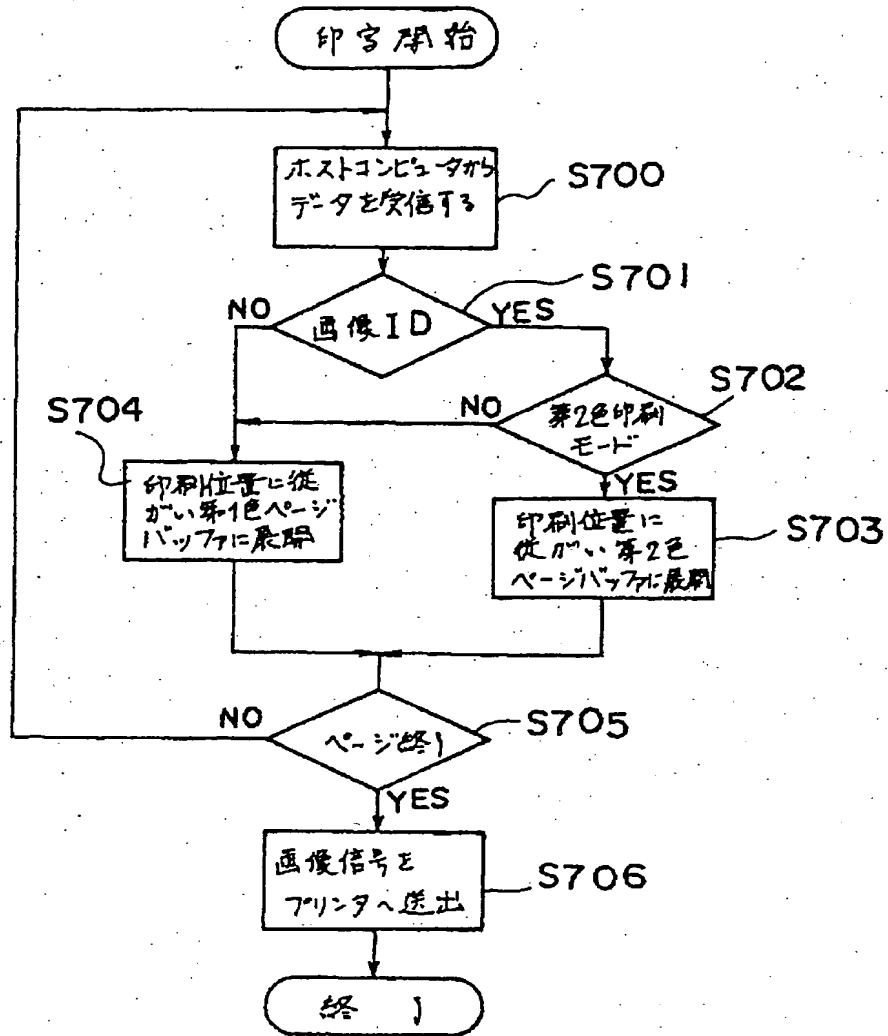 印字開始
ホストコンピュータから
データを受信する
S700
S701
NO
画像ID
YES
S702
S704
NO
第2色印刷
モード
YES
印刷位置に従
がい第1色ページ
バッファに展開
印刷位置に
従がい第2色
ページバッファに展開
S703
NO
ページ終り
S705
YES
画像信号を
プリンタへ送出
S706
終り